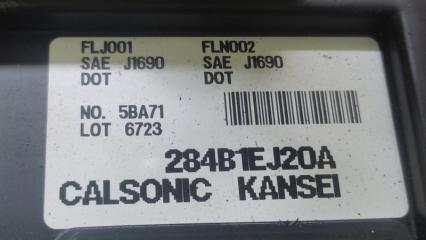 FLJ001 FLN002
SAE J1690 SAE J1690
DOT DOT
NO. 5BA71
LOT 6723
284B1EJ20A
CALSONIC KANSEI